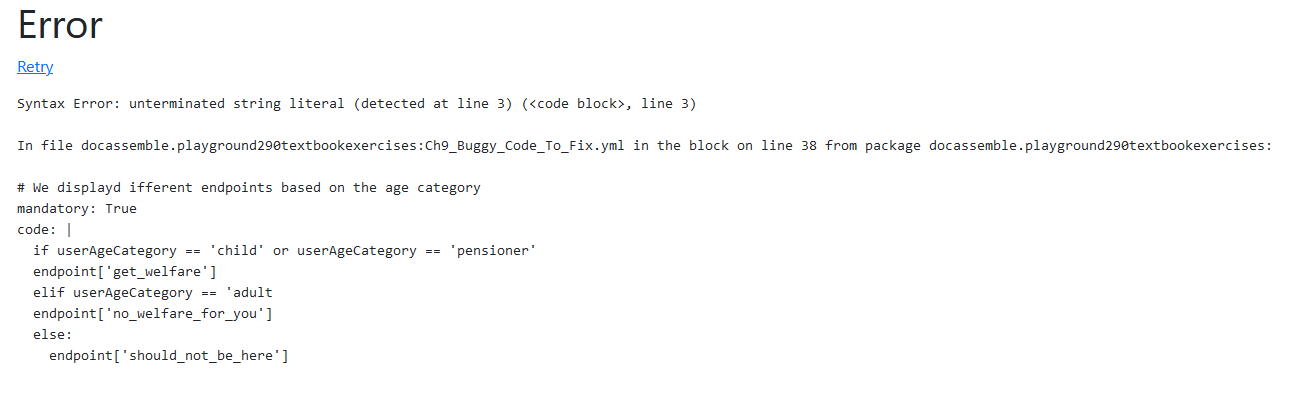 Error
Retry
Syntax Error: unterminated string literal (detected at line 3) (<code block>, line 3)
In file docassemble.playground290textbookexercises:Ch9_Buggy_Code_To_Fix.yml in the block on line 38 from package docassemble.playground290textbookexercises:
# We displayd ifferent endpoints based on the age category
mandatory: True
code: |
  if userAgeCategory == 'child' or userAgeCategory == 'pensioner'
  endpoint['get_welfare']
  elif userAgeCategory == 'adult
  endpoint['no_welfare_for_you']
  else:
    endpoint['should_not_be_here']